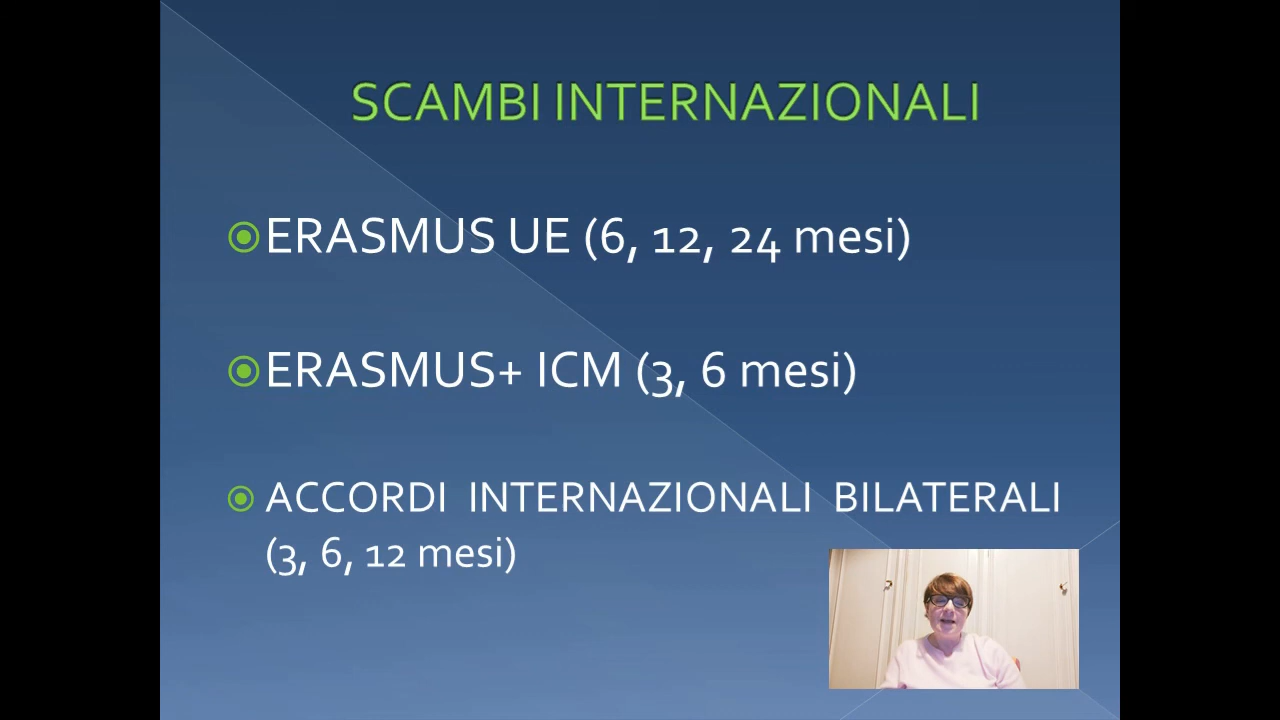 SCAMBI INTERNAZIONALI
ERASMUS UE (6, 12, 24 mesi)
ERASMUS+ ICM (3, 6 mesi)
ACCORDI INTERNAZIONALI BILATERALI
(3, 6, 12 mesi)